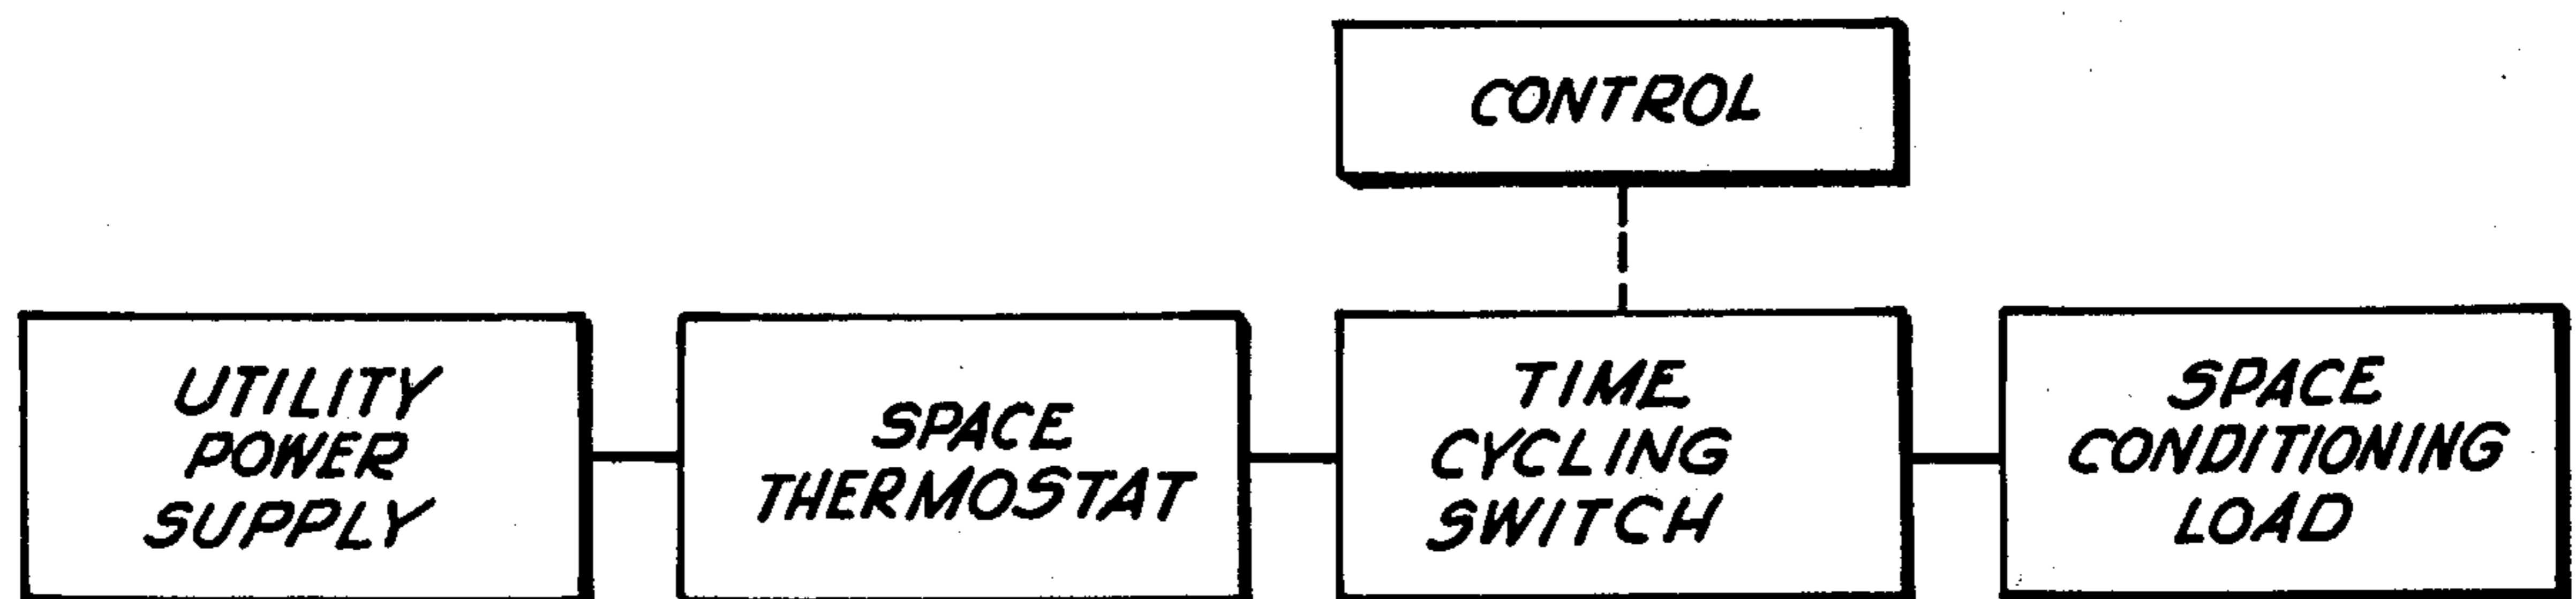 CONTROL
UTILITY
POWER
SUPPLY
SPACE
THERMOSTAT
TIME
CYCLING
SWITCH
SPACE
CONDITIONING
LOAD